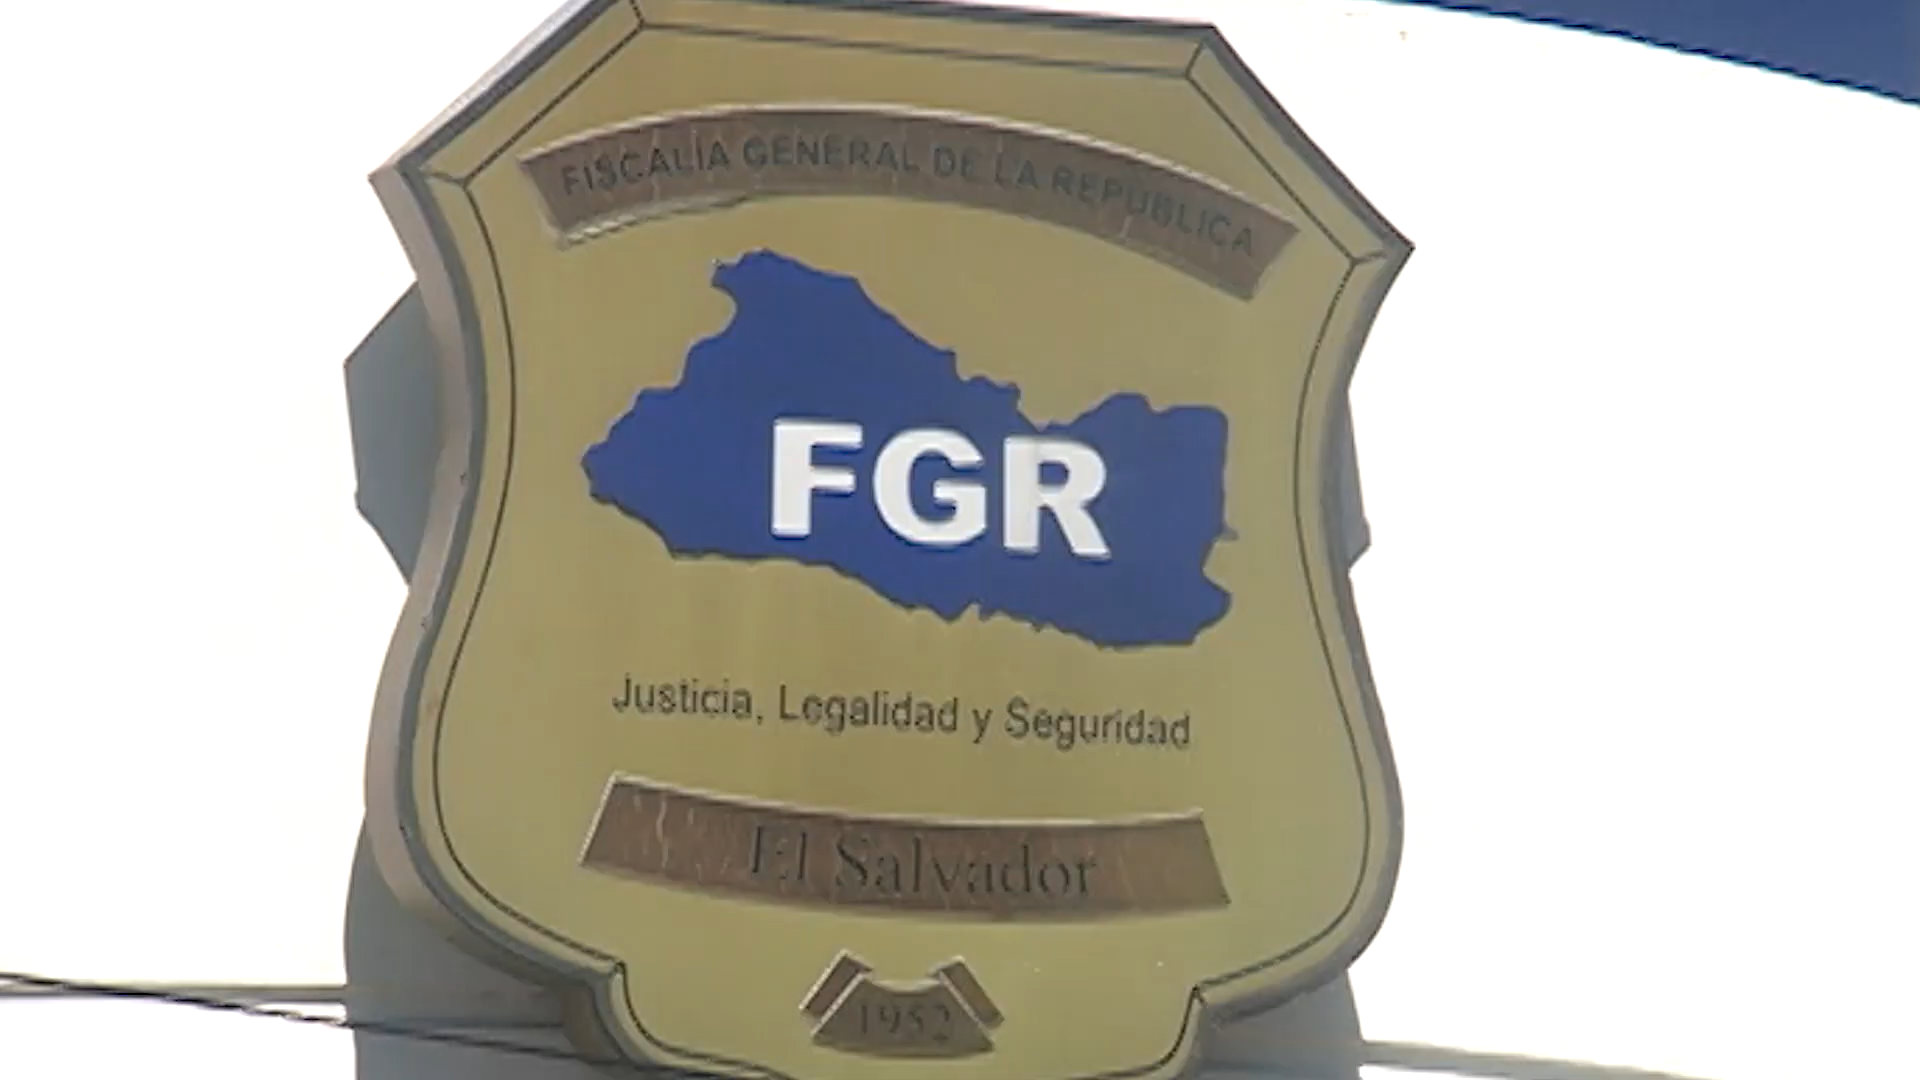 FISCALIA GENERAL DE LA REPUBLICA
FGR
Justicia, Legalidad y Seguridad
El Salvador
1952